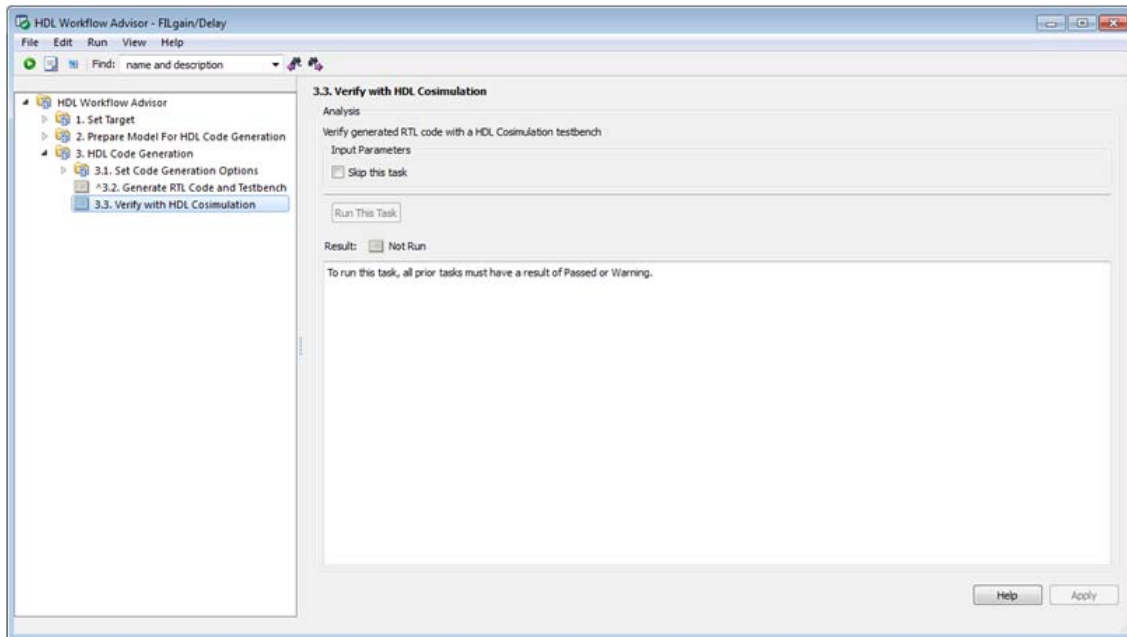 HDL Workflow Advisor - FILgain/Delay
File Edit Run View Help
Find: name and description
HDL Workflow Advisor
1. Set Target
2. Prepare Model For HDL Code Generation
3. HDL Code Generation
3.1. Set Code Generation Options
^3.2. Generate RTL Code and Testbench
3.3. Verify with HDL Cosimulation
3.3. Verify with HDL Cosimulation
Analysis
Verify generated RTL code with a HDL Cosimulation testbench
Input Parameters
Skip this task
Run This Task
Result: Not Run
To run this task, all prior tasks must have a result of Passed or Warning.
Help Apply